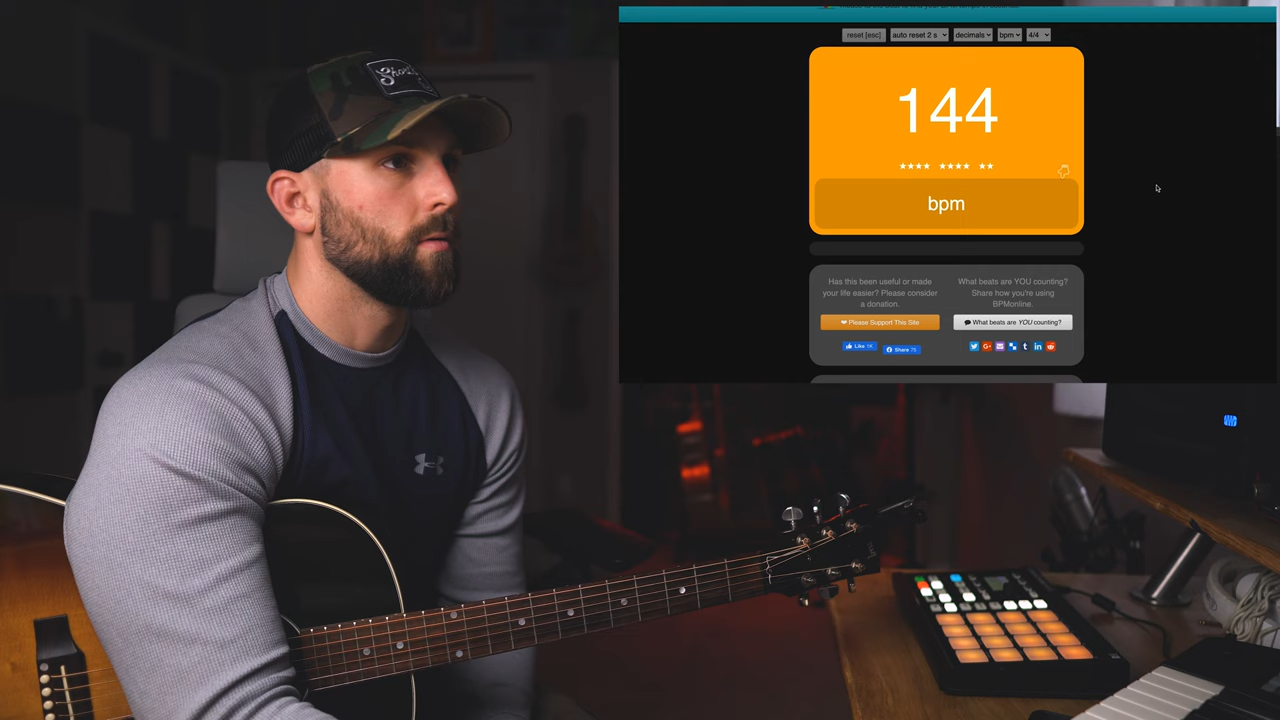 Shoals
reset [esc]
auto reset 2 s
decimals
bpm
4/4
144
bpm
Has this been useful or made
your life easier? Please consider
a donation.
❤ Please Support This Site
Like
Share 75
What beats are YOU counting?
Share how you're using
BPMonline.
What beats are YOU counting?